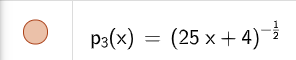 p₃(x) = (25 x + 4)^(-1/2)